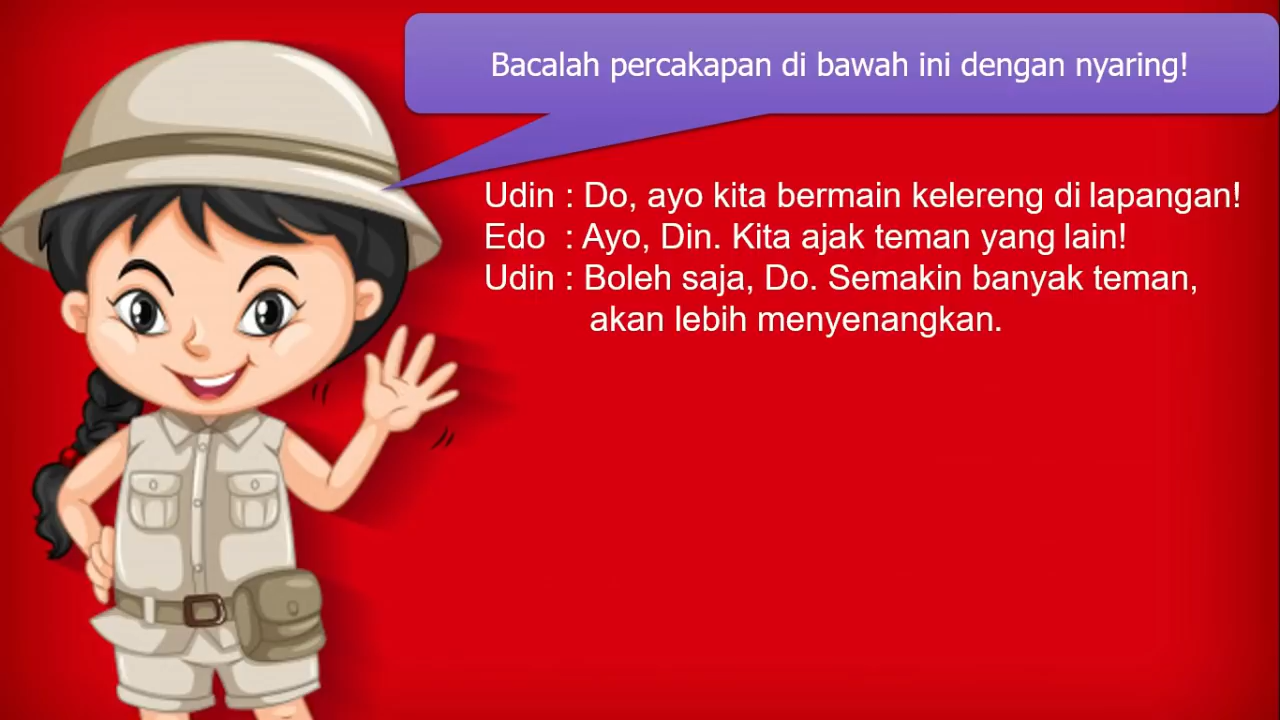 Bacalah percakapan di bawah ini dengan nyaring!
Udin : Do, ayo kita bermain kelereng di lapangan!
Edo : Ayo, Din. Kita ajak teman yang lain!
Udin : Boleh saja, Do. Semakin banyak teman,
akan lebih menyenangkan.